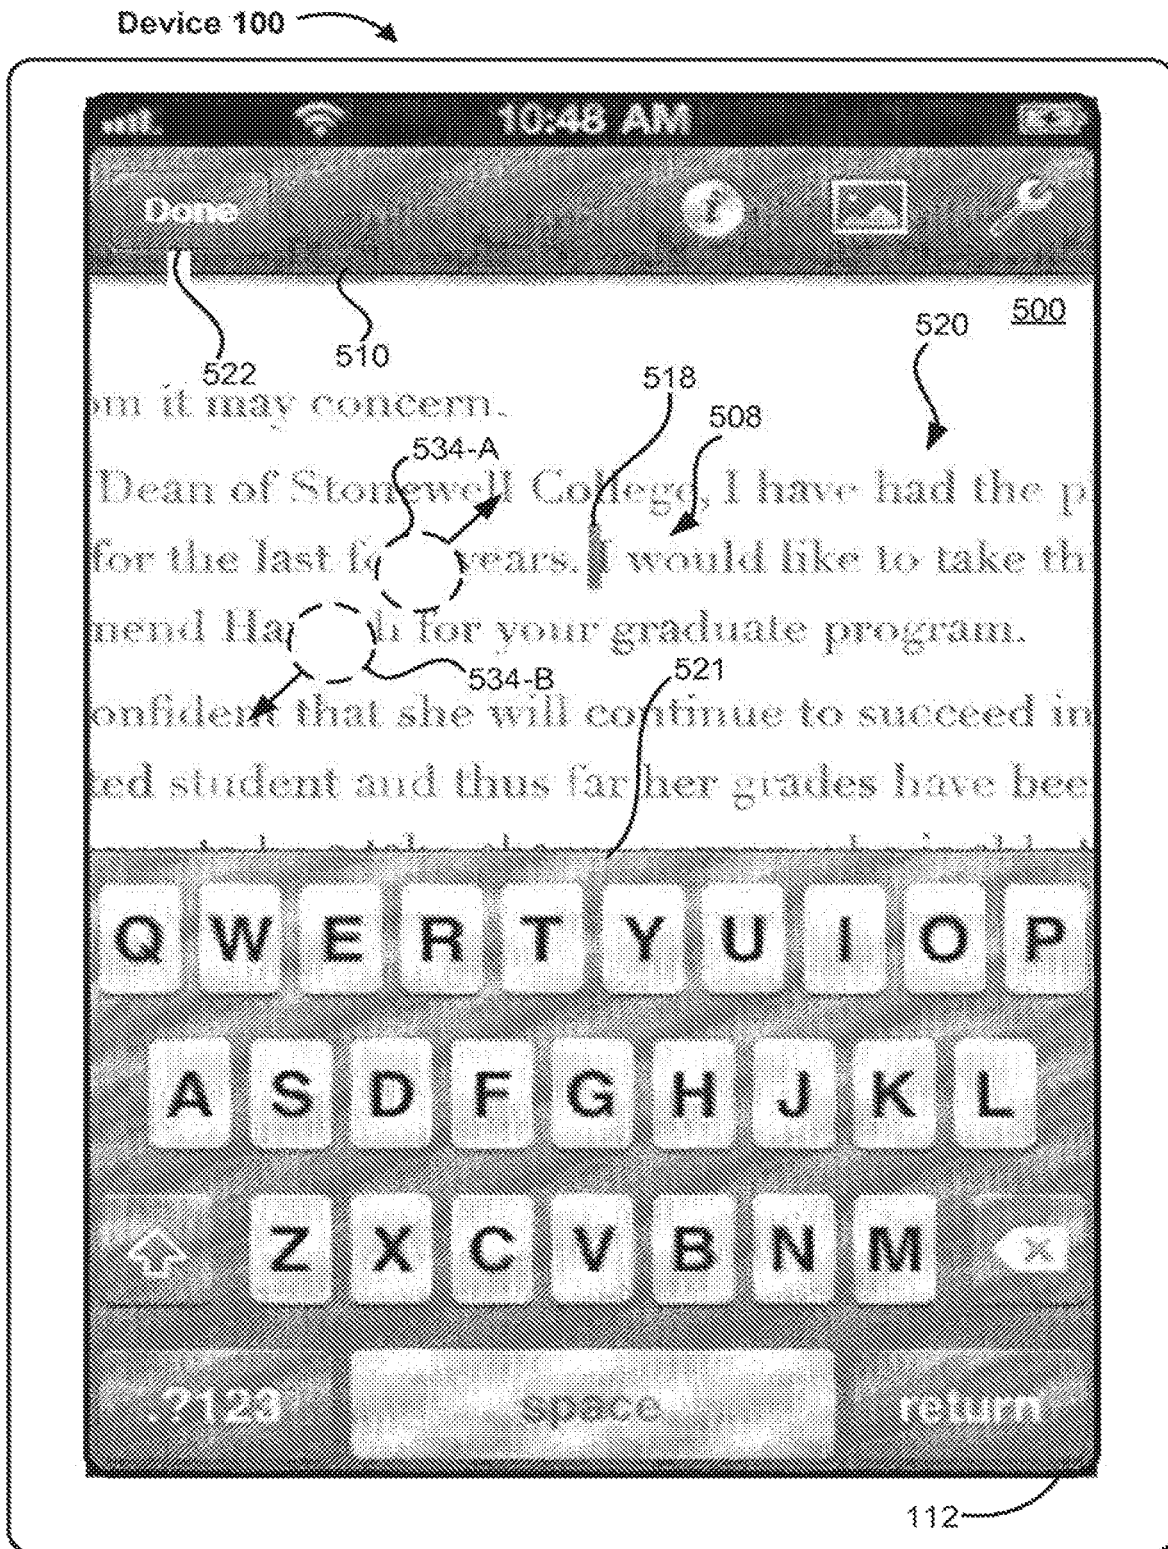 Device 100
10:48 AM
Done
500
520
522
510
518
om it may concern.
508
534-A
Dean of Stonewell College, I have had the pl
for the last years. I would like to take thi
mend for your graduate program.
534-B
521
onfident that she will continue to succeed in
ted student and thus far her grades have bee
Q W E R T Y U I O P
A S D F G H J K L
Z X C V B N M
.?123 space return
112